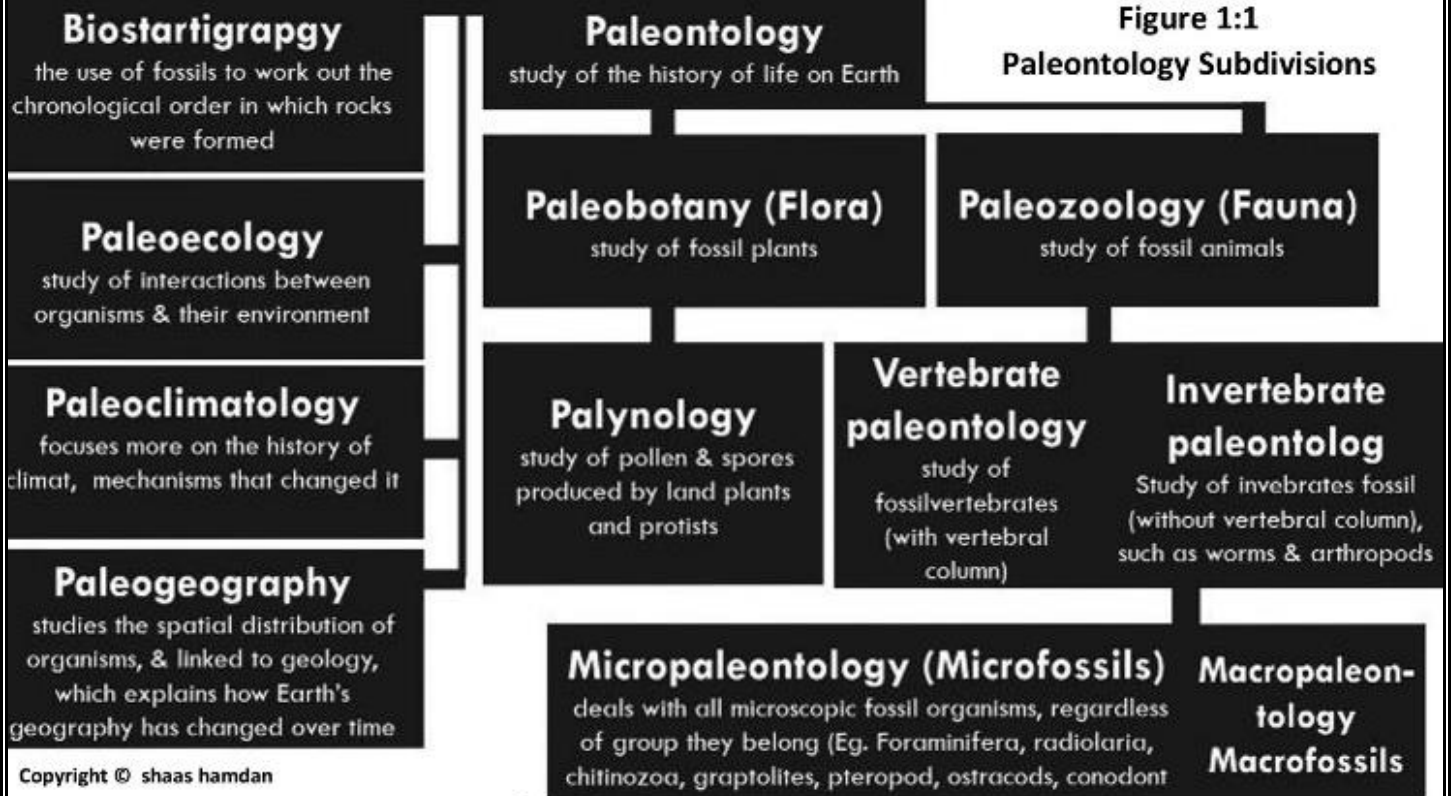 Figure 1:1
Paleontology Subdivisions
Biostartigrapgy
the use of fossils to work out the
chronological order in which rocks
were formed
Paleoecology
study of interactions between
organisms & their environment
Paleoclimatology
focuses more on the history of
climat, mechanisms that changed it
Paleogeography
studies the spatial distribution of
organisms, & linked to geology,
which explains how Earth's
geography has changed over time
Paleontology
study of the history of life on Earth
Paleobotany (Flora)
study of fossil plants
Paleozoology (Fauna)
study of fossil animals
Palynology
study of pollen & spores
produced by land plants
and protists
Vertebrate
paleontology
study of
fossilvertebrates
(with vertebral
column)
Invertebrate
paleontolog
Study of invebrates fossil
(without vertebral column),
such as worms & arthropods
Micropaleontology (Microfossils)
deals with all microscopic fossil organisms, regardless
of group they belong (Eg. Foraminifera, radiolaria,
chitinozoa, graptolites, pteropod, ostracods, conodont
Macropaleon-
tology
Macrofossils
Copyright © shaas hamdan